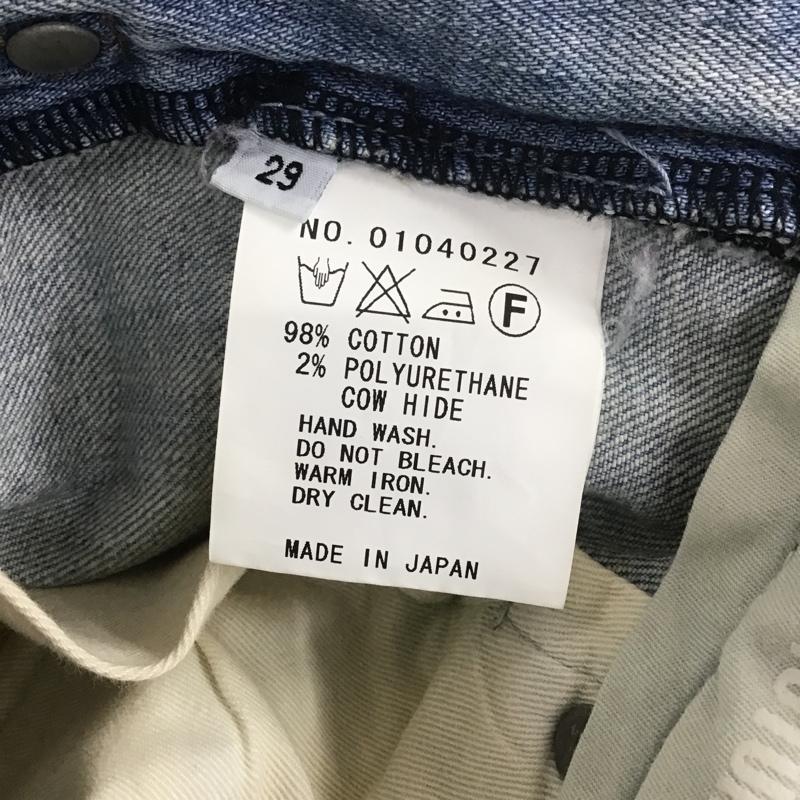 29
NO. 01040227
F
98% COTTON
2% POLYURETHANE
COW HIDE
HAND WASH.
DO NOT BLEACH.
WARM IRON.
DRY CLEAN.
MADE IN JAPAN